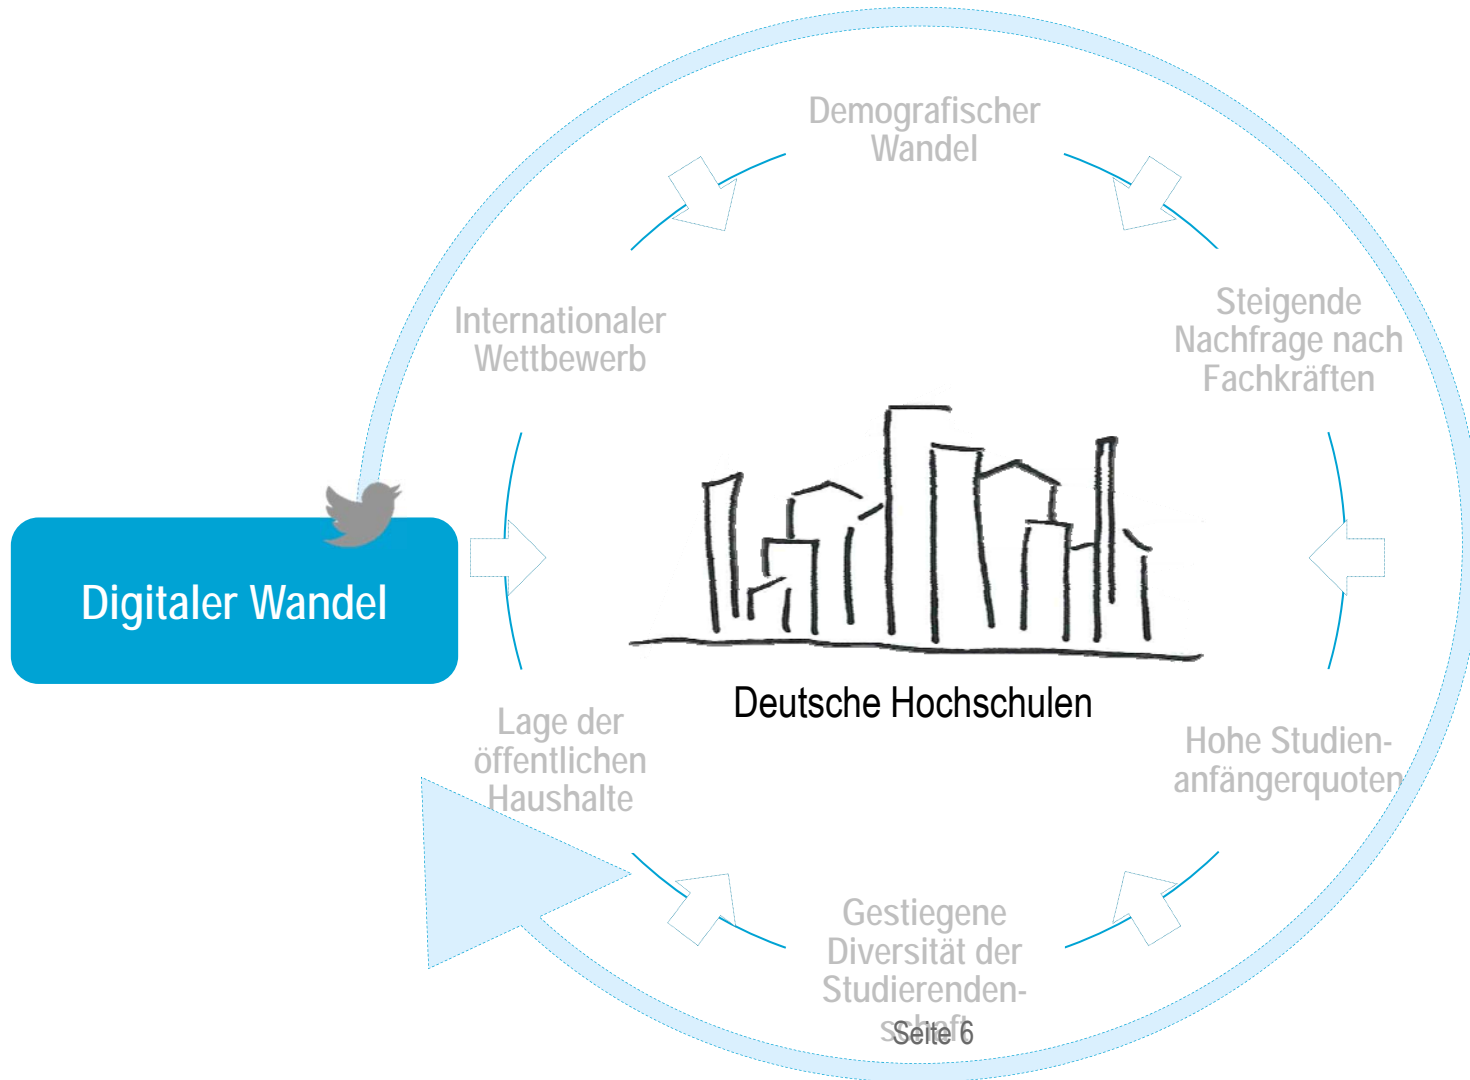 Demografischer
Wandel
Internationaler
Wettbewerb
Steigende
Nachfrage nach
Fachkräften
Digitaler Wandel
Deutsche Hochschulen
Lage der
öffentlichen
Haushalte
Hohe Studien-
anfängerquoten
Gestiegene
Diversität der
Studierenden-
schaft
Seite 6